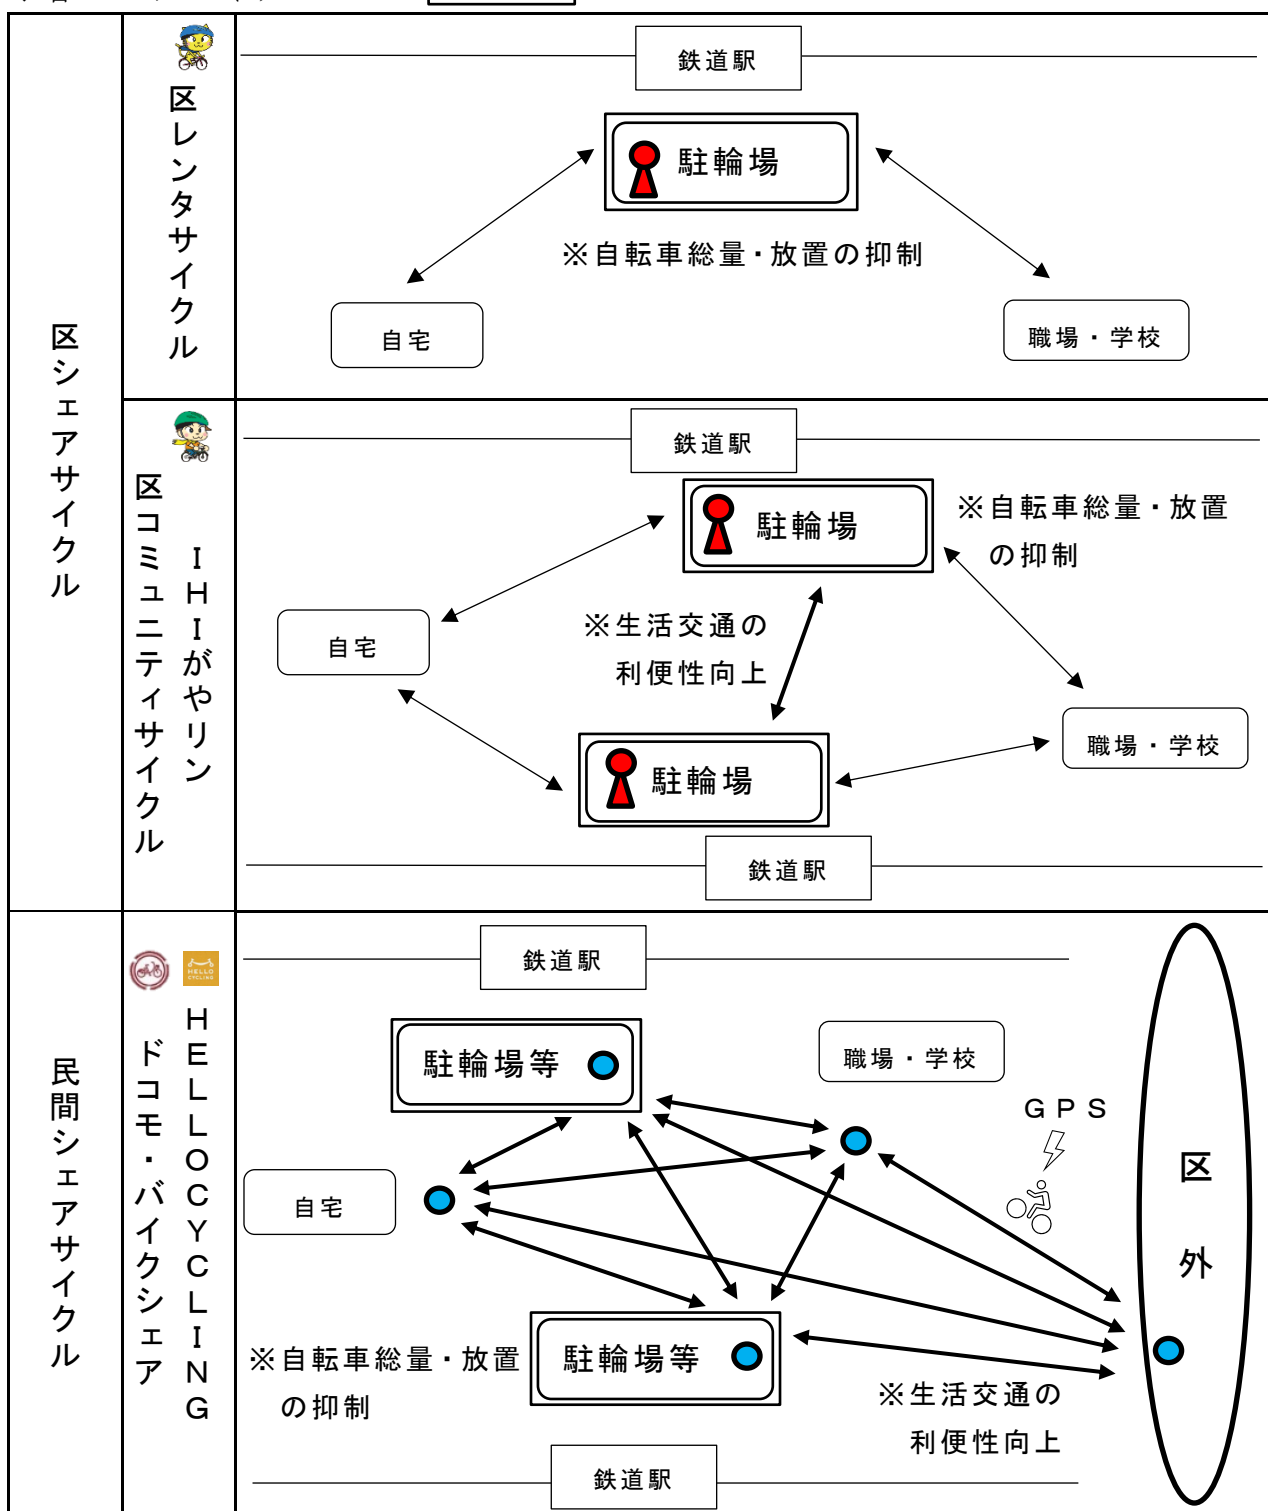 区シェアサイクル
区レンタサイクル
鉄道駅
駐輪場
※自転車総量・放置の抑制
自宅
職場・学校
区コミュニティサイクル
IHIがやリン
鉄道駅
駐輪場
※自転車総量・放置
の抑制
※生活交通の
利便性向上
自宅
職場・学校
駐輪場
鉄道駅
民間シェアサイクル
HELLO
CYCLING
ドコモ・バイクシェア
HELLOCYCLING
鉄道駅
駐輪場等
職場・学校
GPS
自宅
区外
駐輪場等
※自転車総量・放置
の抑制
※生活交通の
利便性向上
鉄道駅